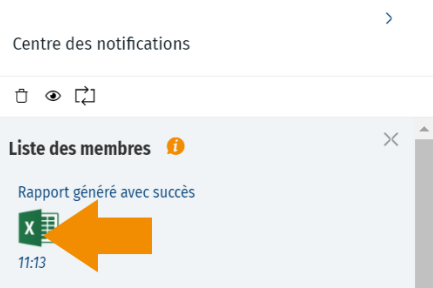 Centre des notifications
Liste des membres
Rapport généré avec succès
X
11:13